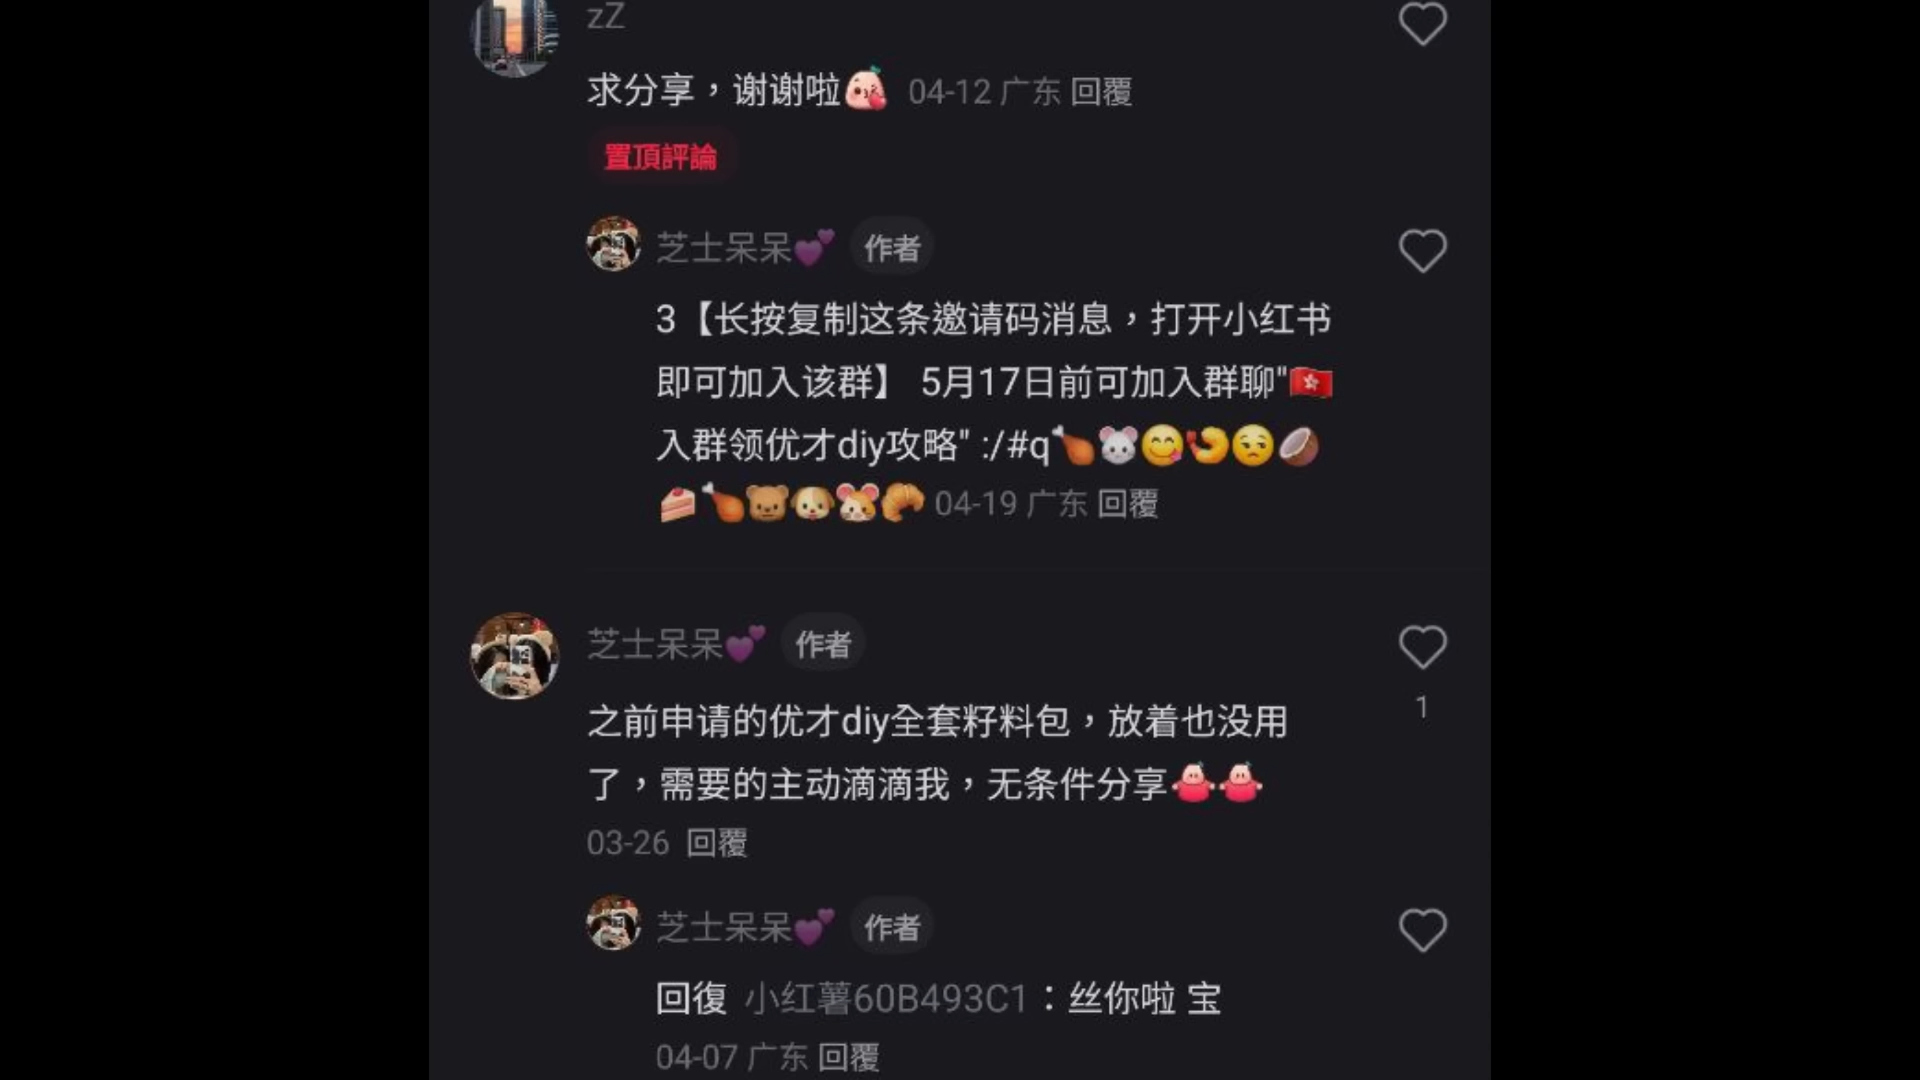 zZ
求分享，谢谢啦 04-12 广东 回覆
置頂評論
芝士呆呆💕 作者
3【长按复制这条邀请码消息，打开小红书
即可加入该群】 5月17日前可加入群聊"🇭🇰
入群领优才diy攻略" :/#q🍗🐭😋🍤😒🥥
🍰🍗🐻🐶🐹🥐 04-19 广东 回覆
芝士呆呆💕 作者
1
之前申请的优才diy全套籽料包，放着也没用
了，需要的主动滴滴我，无条件分享
03-26 回覆
芝士呆呆💕 作者
回復 小红薯60B493C1：丝你啦 宝
04-07 广东 回覆